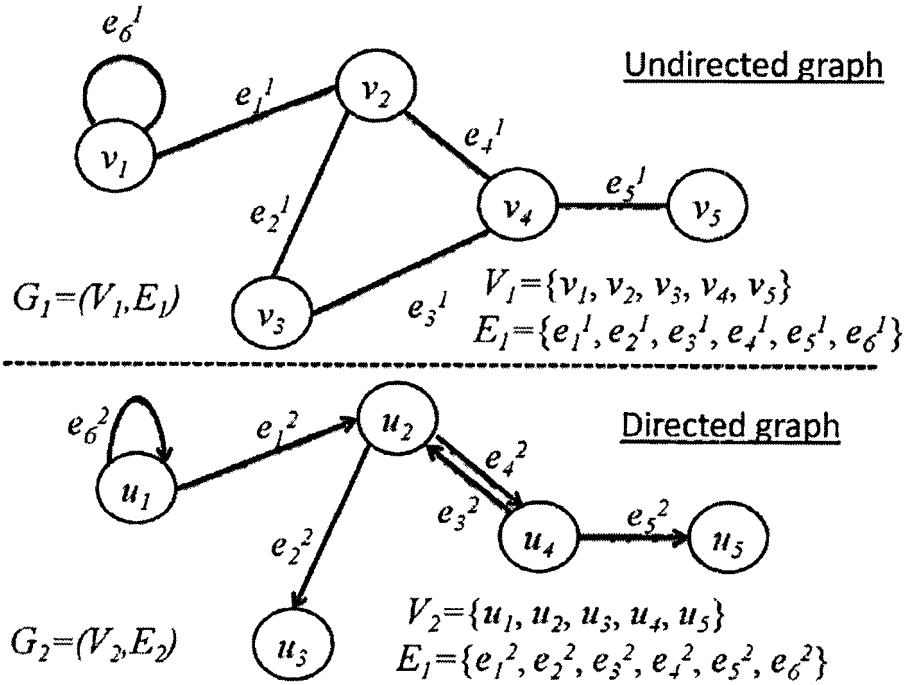 e₆¹
Undirected graph
e₁¹
v₂
v₁
e₄¹
e₂¹
v₄
e₅¹
v₅
G₁=(V₁,E₁)
v₃
e₃¹
V₁={v₁, v₂, v₃, v₄, v₅}
E₁={e₁¹, e₂¹, e₃¹, e₄¹, e₅¹, e₆¹}
Directed graph
e₆²
e₁²
u₂
u₁
e₄²
e₃²
e₂²
u₄
e₅²
u₅
G₂=(V₂,E₂)
u₃
V₂={u₁, u₂, u₃, u₄, u₅}
E₁={e₁², e₂², e₃², e₄², e₅², e₆²}